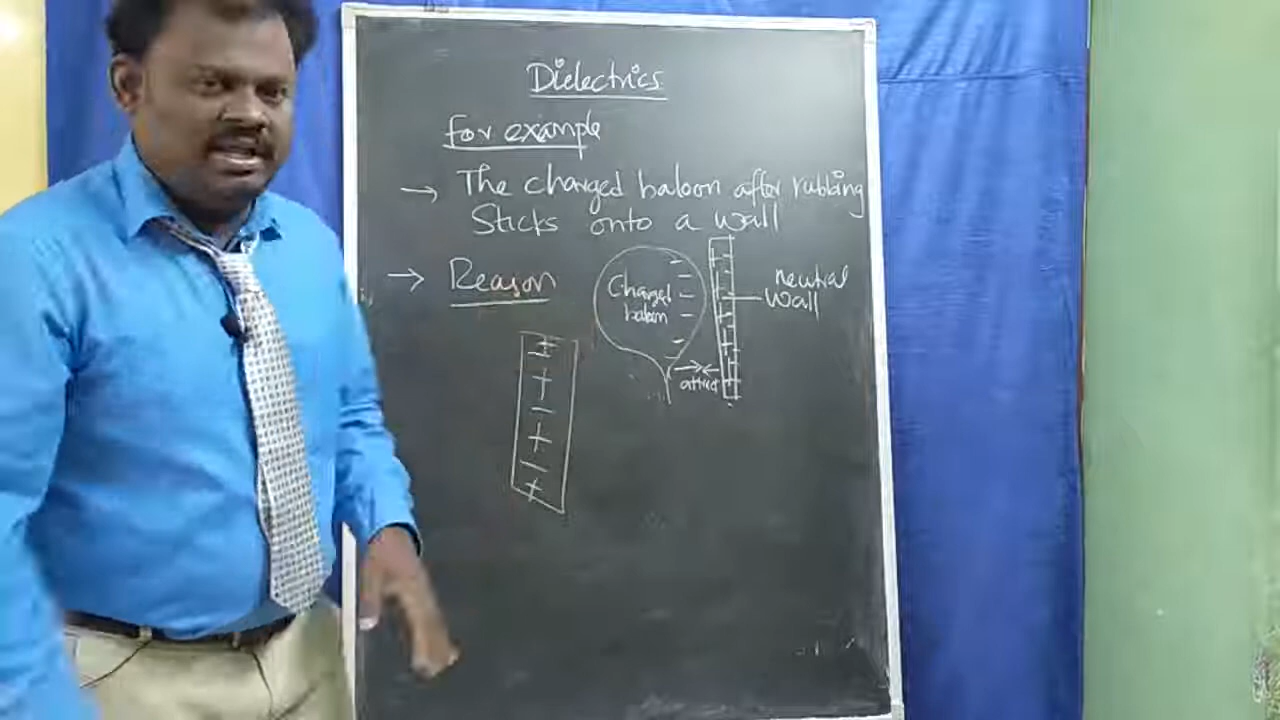 Dielectrics
for example
→ The charged baloon after rubbing
sticks onto a wall
→ Reason
Charged
baloon
neutral
Wall
attract